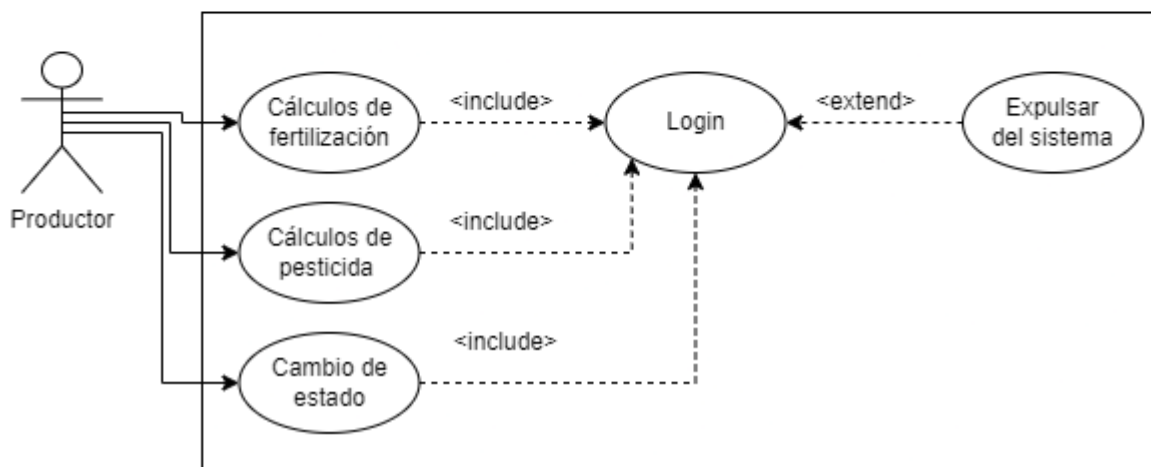 Productor
Cálculos de
fertilización
<include>
Login
<extend>
Expulsar
del sistema
Cálculos de
pesticida
<include>
Cambio de
estado
<include>